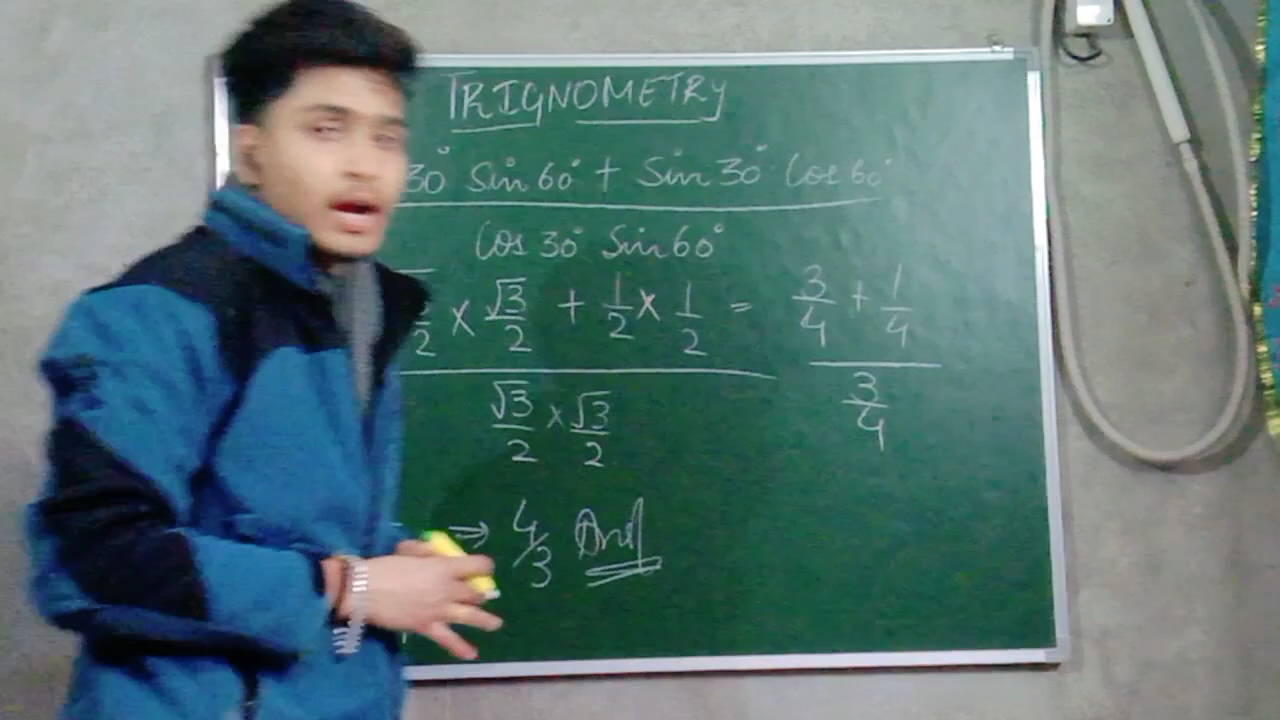 TRIGNOMETRY
30° Sin 60° + Sin 30° Cos 60°
Cos 30° Sin 60°
2 × √3/2 + 1/2 × 1/2 = 3/4 + 1/4
√3/2 × √3/2
3/4
⇒ 4/3